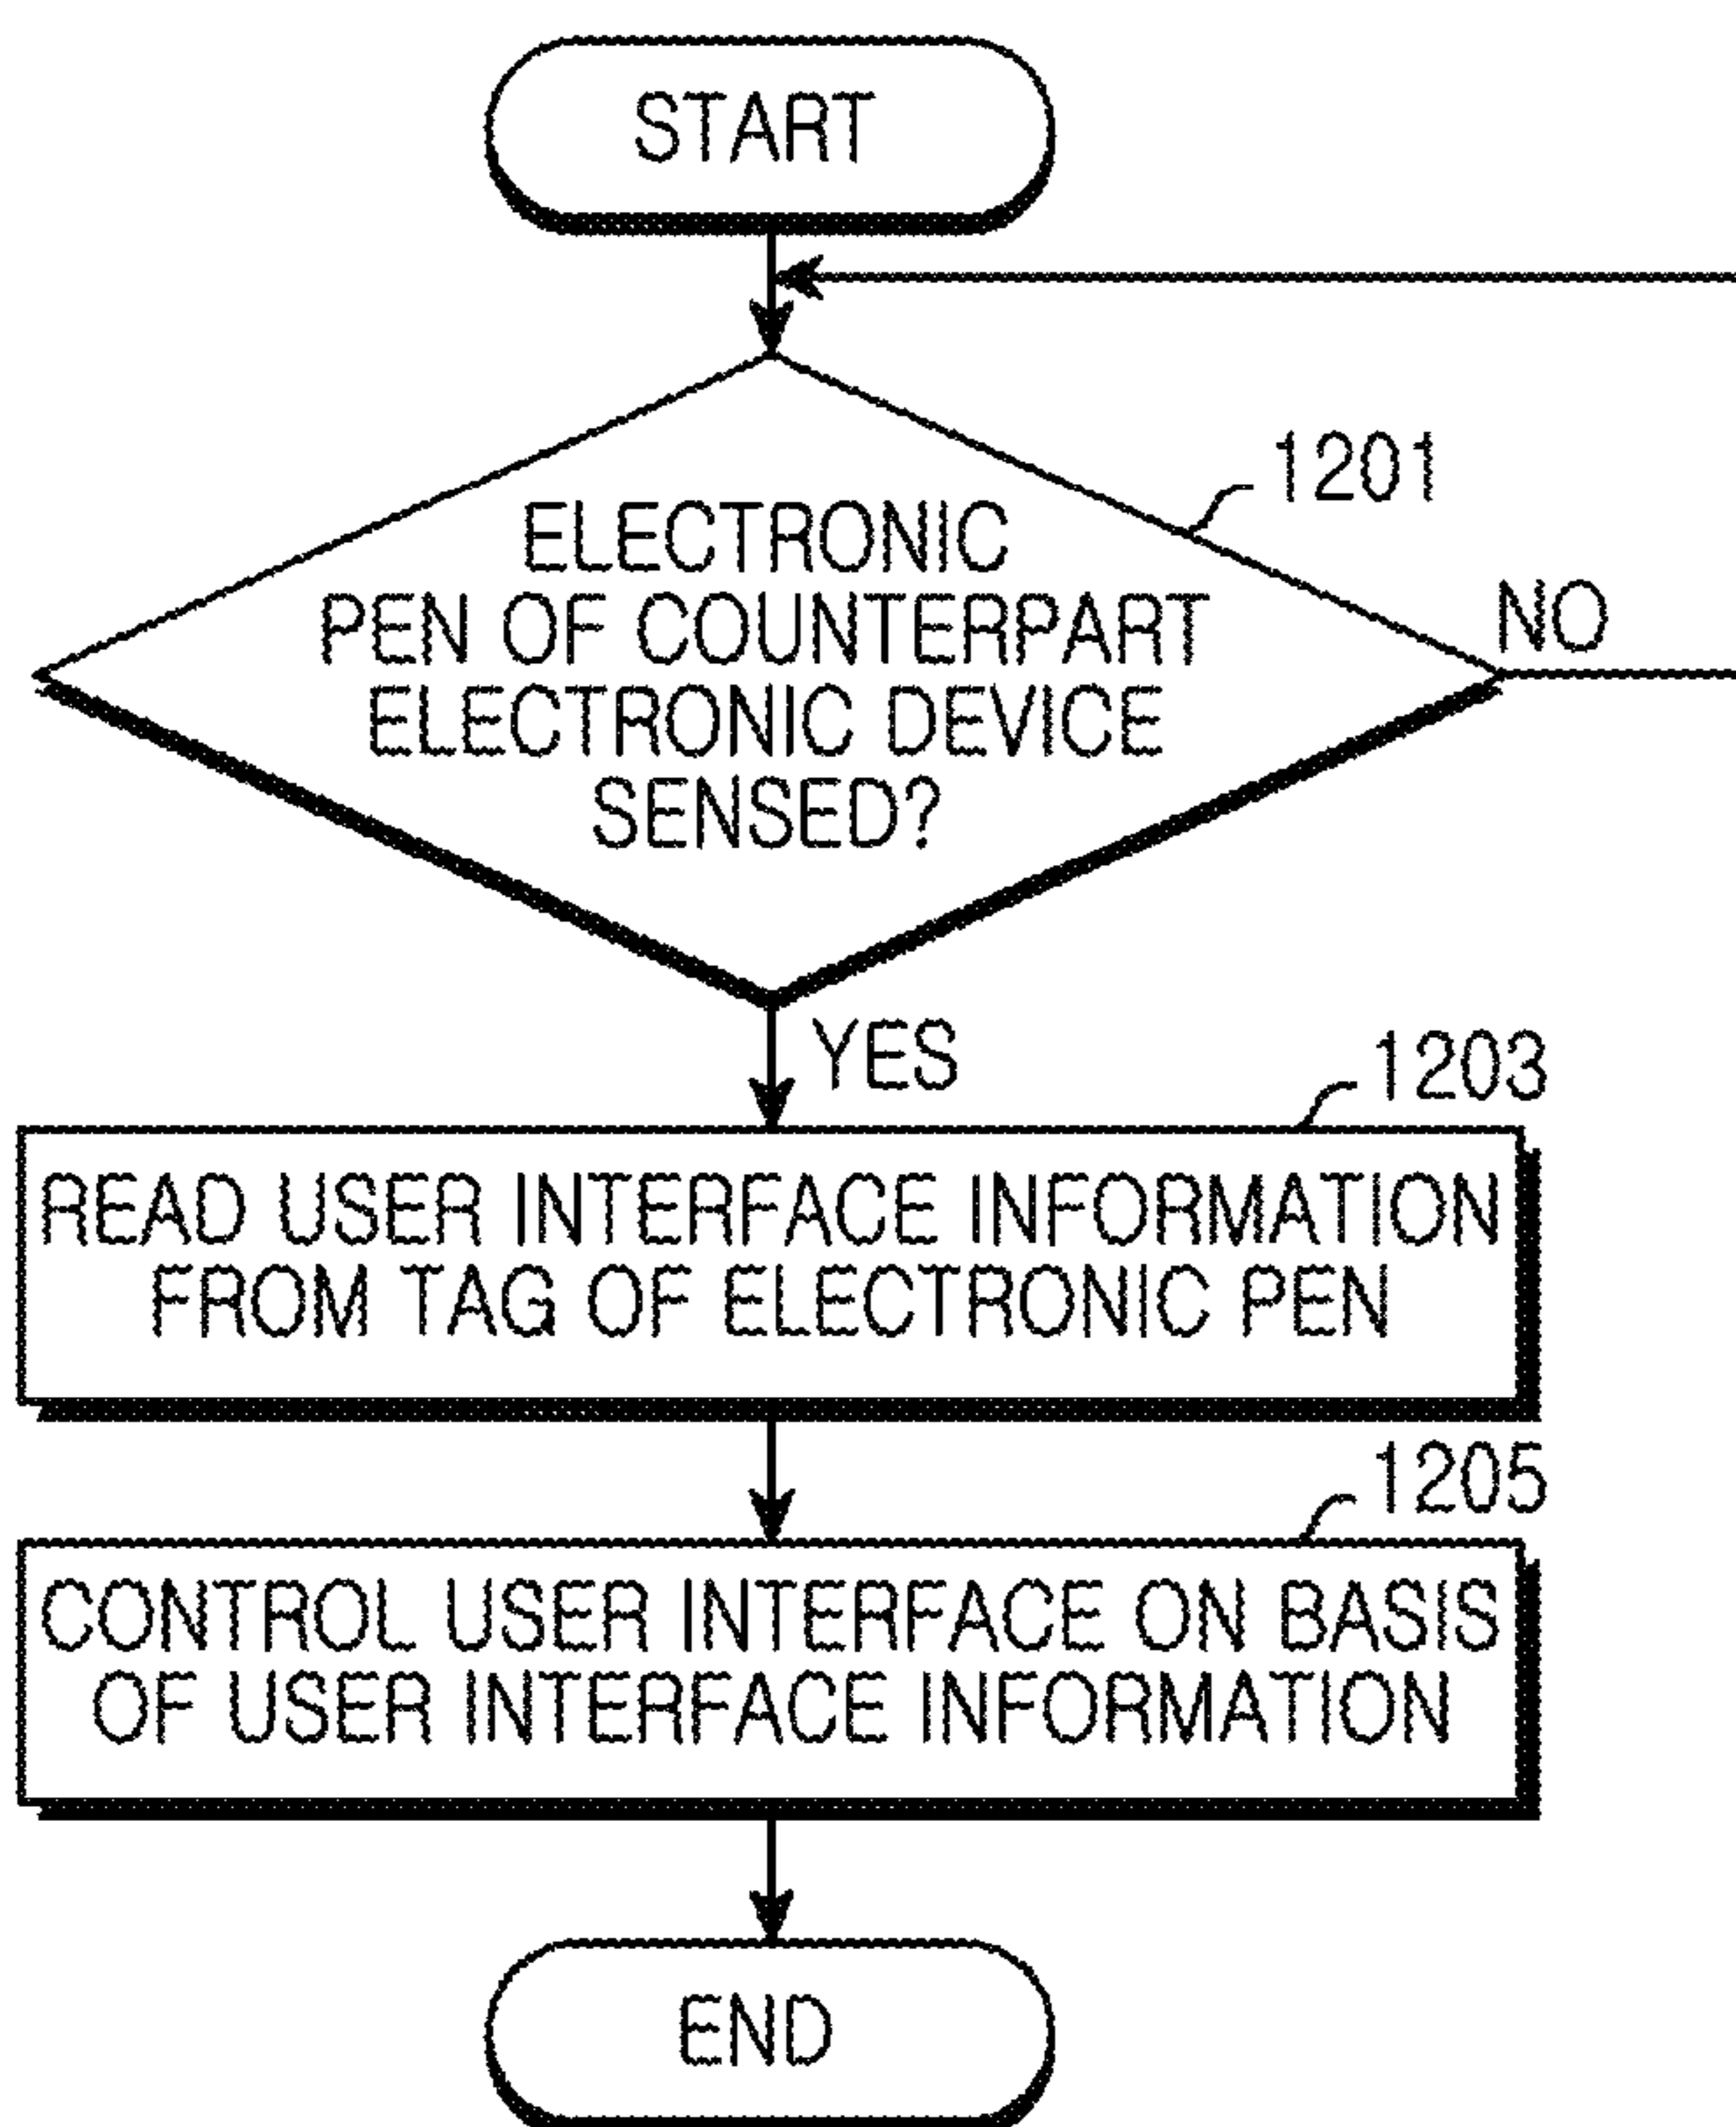 START
1201
ELECTRONIC
PEN OF COUNTERPART
ELECTRONIC DEVICE
SENSED?
NO
YES
1203
READ USER INTERFACE INFORMATION
FROM TAG OF ELECTRONIC PEN
1205
CONTROL USER INTERFACE ON BASIS
OF USER INTERFACE INFORMATION
END